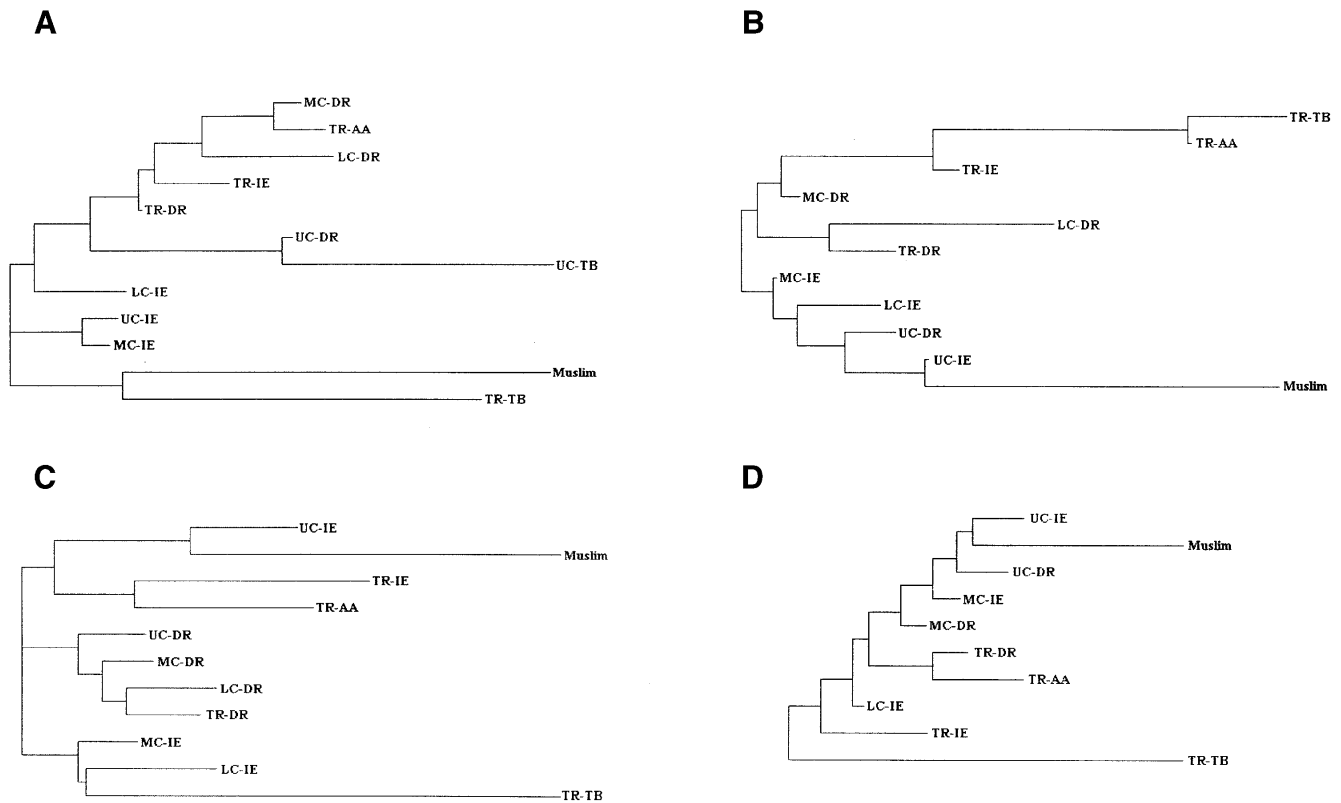 A
MC-DR
TR-AA
LC-DR
TR-IE
TR-DR
UC-DR
UC-TB
LC-IE
UC-IE
MC-IE
Muslim
TR-TB
B
TR-TB
TR-AA
TR-IE
MC-DR
LC-DR
TR-DR
MC-IE
LC-IE
UC-DR
UC-IE
Muslim
C
UC-IE
Muslim
TR-IE
TR-AA
UC-DR
MC-DR
LC-DR
TR-DR
MC-IE
LC-IE
TR-TB
D
UC-IE
Muslim
UC-DR
MC-IE
MC-DR
TR-DR
TR-AA
LC-IE
TR-IE
TR-TB